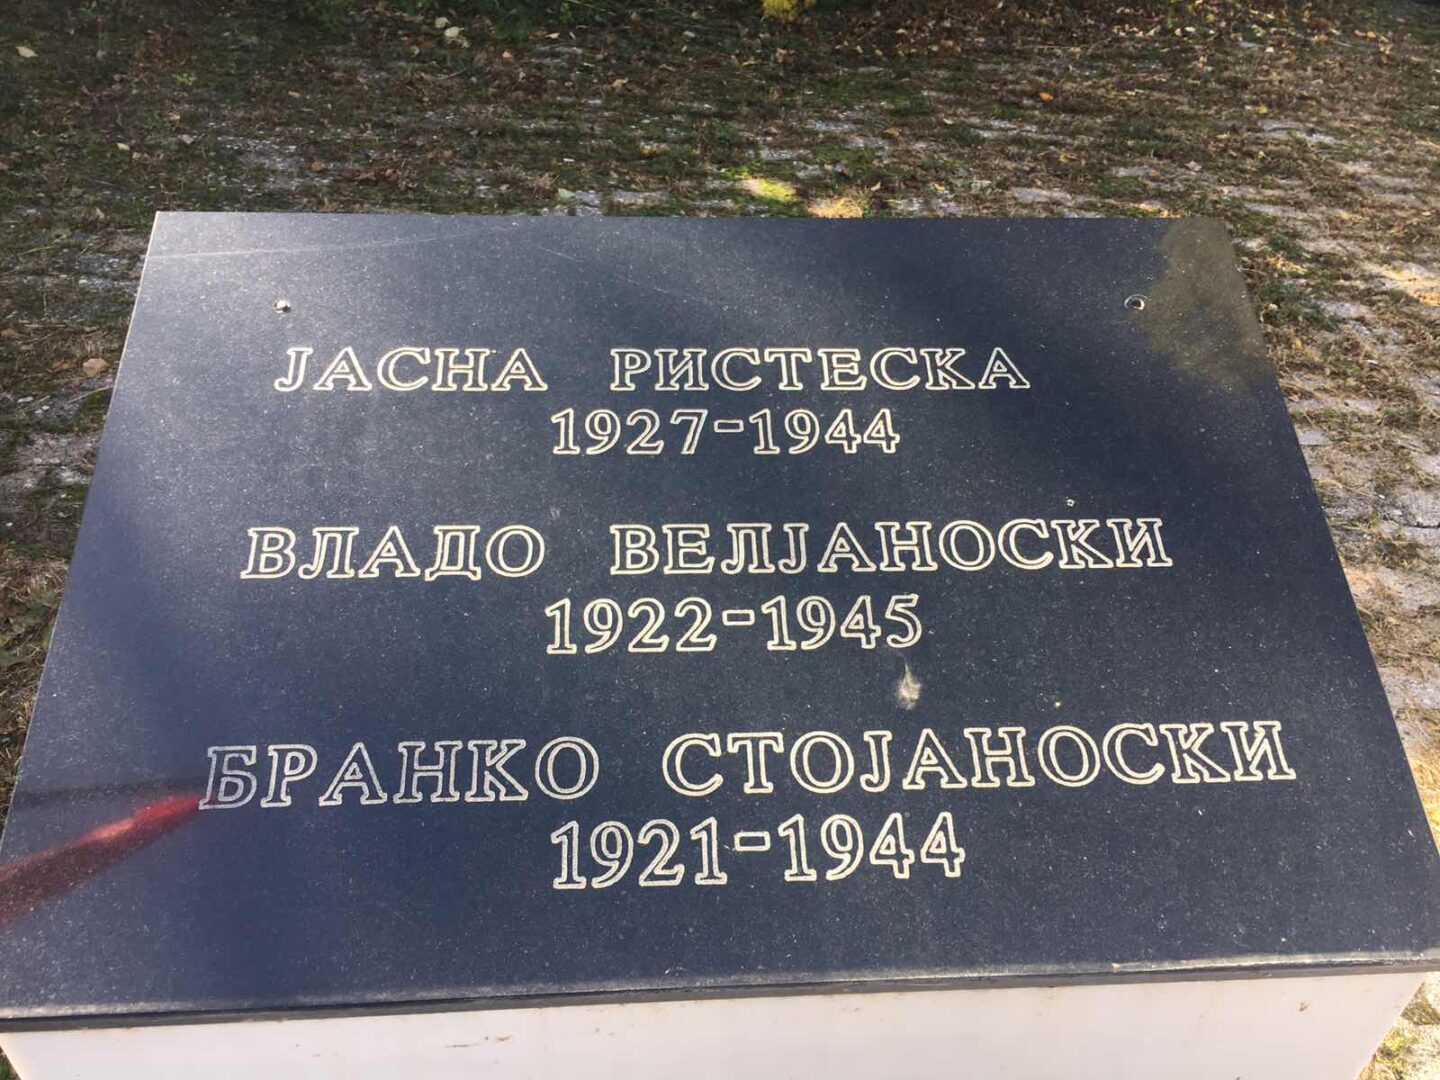 ЈАСНА РИСТЕСКА
1927-1944
ВЛАДО ВЕЛЈАНОСКИ
1922-1945
БРАНКО СТОЈАНОСКИ
1921-1944